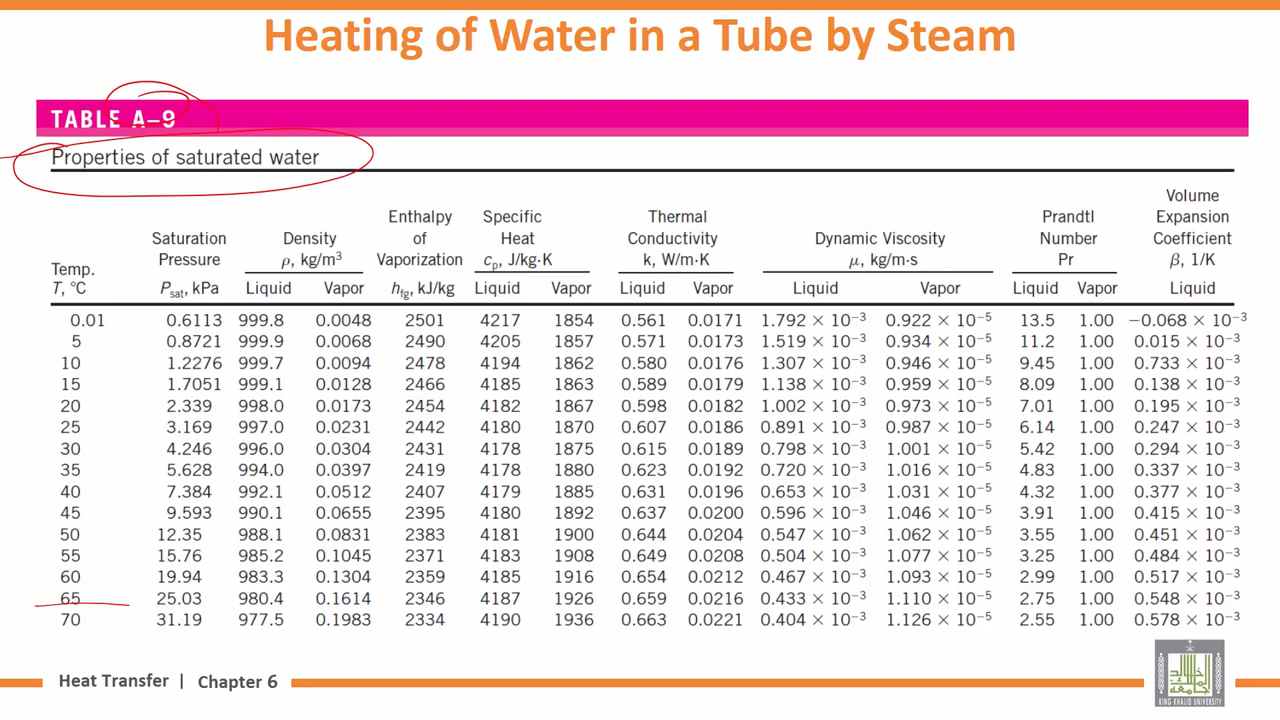 Heating of Water in a Tube by Steam
TABLE A–9
Properties of saturated water
Temp. T, °C | Saturation Pressure P_sat, kPa | Density ρ, kg/m³ Liquid | Vapor | Enthalpy of Vaporization h_fg, kJ/kg | Specific Heat c_p, J/kg·K Liquid | Vapor | Thermal Conductivity k, W/m·K Liquid | Vapor | Dynamic Viscosity μ, kg/m·s Liquid | Vapor | Prandtl Number Pr Liquid | Vapor | Volume Expansion Coefficient β, 1/K Liquid
0.01 0.6113 999.8 0.0048 2501 4217 1854 0.561 0.0171 1.792 × 10⁻³ 0.922 × 10⁻⁵ 13.5 1.00 −0.068 × 10⁻³
5 0.8721 999.9 0.0068 2490 4205 1857 0.571 0.0173 1.519 × 10⁻³ 0.934 × 10⁻⁵ 11.2 1.00 0.015 × 10⁻³
10 1.2276 999.7 0.0094 2478 4194 1862 0.580 0.0176 1.307 × 10⁻³ 0.946 × 10⁻⁵ 9.45 1.00 0.733 × 10⁻³
15 1.7051 999.1 0.0128 2466 4185 1863 0.589 0.0179 1.138 × 10⁻³ 0.959 × 10⁻⁵ 8.09 1.00 0.138 × 10⁻³
20 2.339 998.0 0.0173 2454 4182 1867 0.598 0.0182 1.002 × 10⁻³ 0.973 × 10⁻⁵ 7.01 1.00 0.195 × 10⁻³
25 3.169 997.0 0.0231 2442 4180 1870 0.607 0.0186 0.891 × 10⁻³ 0.987 × 10⁻⁵ 6.14 1.00 0.247 × 10⁻³
30 4.246 996.0 0.0304 2431 4178 1875 0.615 0.0189 0.798 × 10⁻³ 1.001 × 10⁻⁵ 5.42 1.00 0.294 × 10⁻³
35 5.628 994.0 0.0397 2419 4178 1880 0.623 0.0192 0.720 × 10⁻³ 1.016 × 10⁻⁵ 4.83 1.00 0.337 × 10⁻³
40 7.384 992.1 0.0512 2407 4179 1885 0.631 0.0196 0.653 × 10⁻³ 1.031 × 10⁻⁵ 4.32 1.00 0.377 × 10⁻³
45 9.593 990.1 0.0655 2395 4180 1892 0.637 0.0200 0.596 × 10⁻³ 1.046 × 10⁻⁵ 3.91 1.00 0.415 × 10⁻³
50 12.35 988.1 0.0831 2383 4181 1900 0.644 0.0204 0.547 × 10⁻³ 1.062 × 10⁻⁵ 3.55 1.00 0.451 × 10⁻³
55 15.76 985.2 0.1045 2371 4183 1908 0.649 0.0208 0.504 × 10⁻³ 1.077 × 10⁻⁵ 3.25 1.00 0.484 × 10⁻³
60 19.94 983.3 0.1304 2359 4185 1916 0.654 0.0212 0.467 × 10⁻³ 1.093 × 10⁻⁵ 2.99 1.00 0.517 × 10⁻³
65 25.03 980.4 0.1614 2346 4187 1926 0.659 0.0216 0.433 × 10⁻³ 1.110 × 10⁻⁵ 2.75 1.00 0.548 × 10⁻³
70 31.19 977.5 0.1983 2334 4190 1936 0.663 0.0221 0.404 × 10⁻³ 1.126 × 10⁻⁵ 2.55 1.00 0.578 × 10⁻³
Heat Transfer | Chapter 6
KING KHALID UNIVERSITY